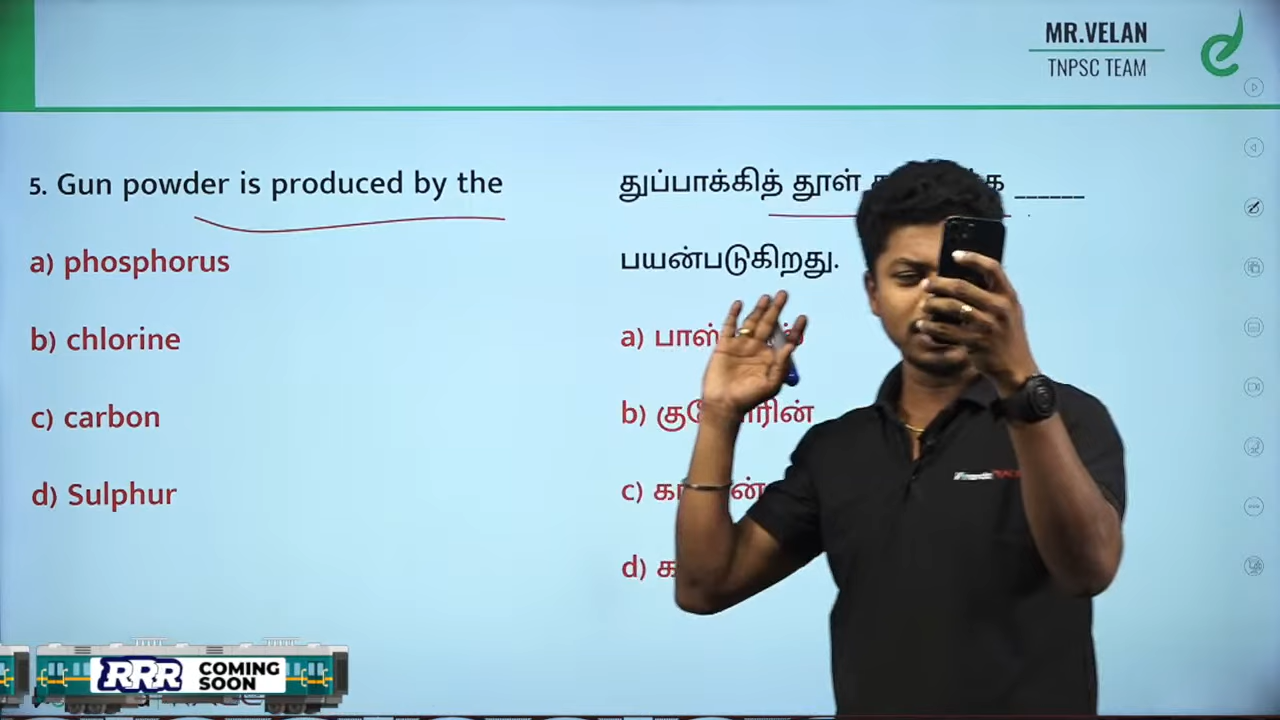 MR.VELAN
TNPSC TEAM
5. Gun powder is produced by the
a) phosphorus
b) chlorine
c) carbon
d) Sulphur
துப்பாக்கித் தூள் ______
பயன்படுகிறது.
a)
b)
c)
d)
RRR COMING
SOON